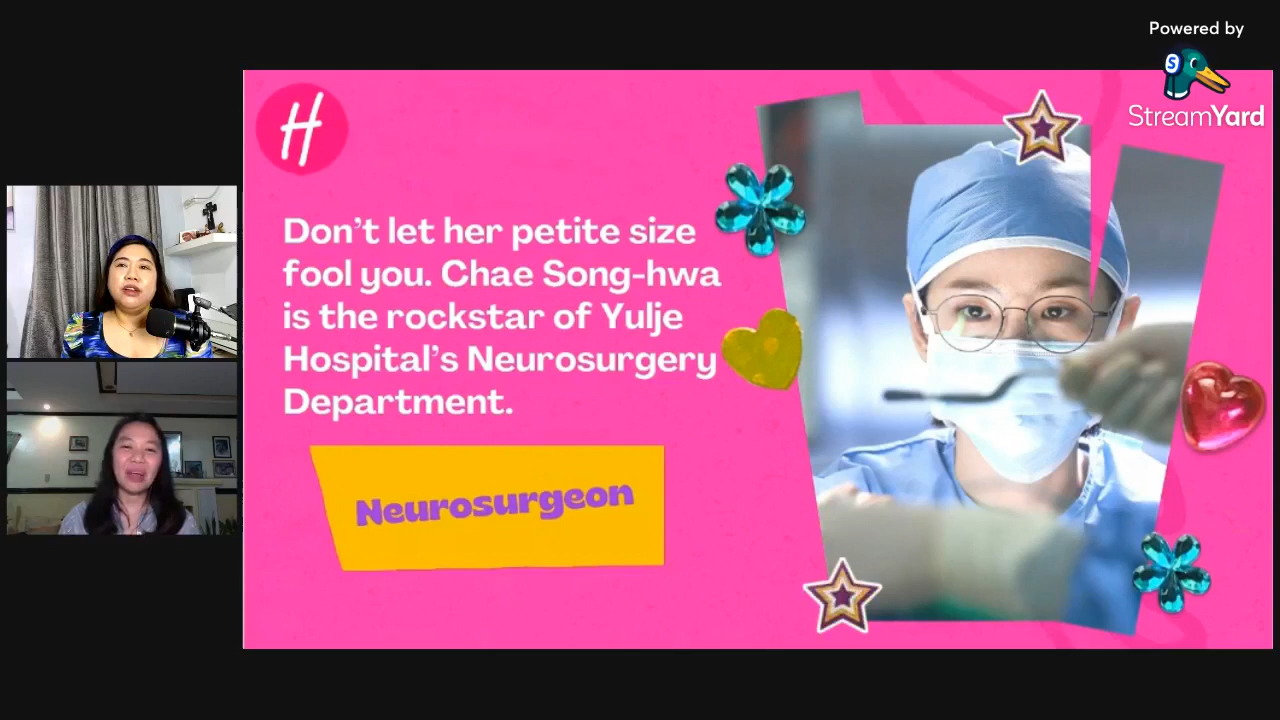 Powered by
S
StreamYard
H
Don't let her petite size
fool you. Chae Song-hwa
is the rockstar of Yulje
Hospital's Neurosurgery
Department.
Neurosurgeon